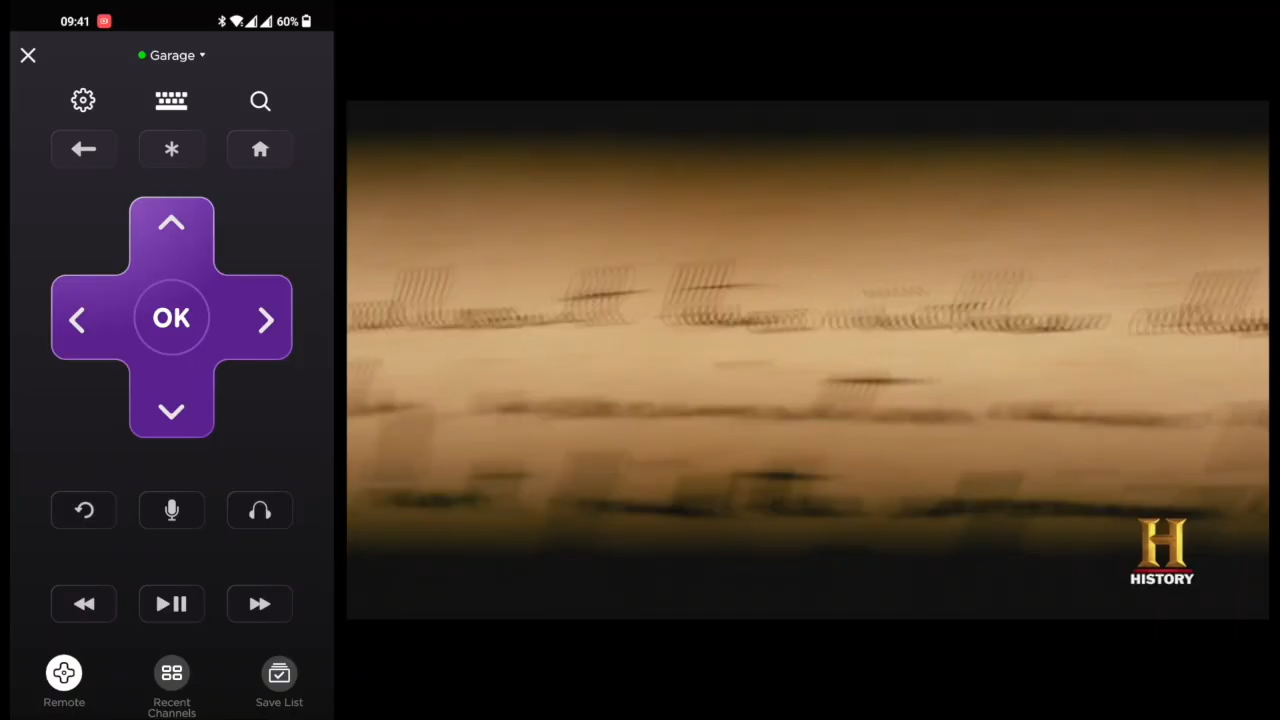 09:41
60%
Garage
OK
Remote
Recent
Channels
Save List
HISTORY